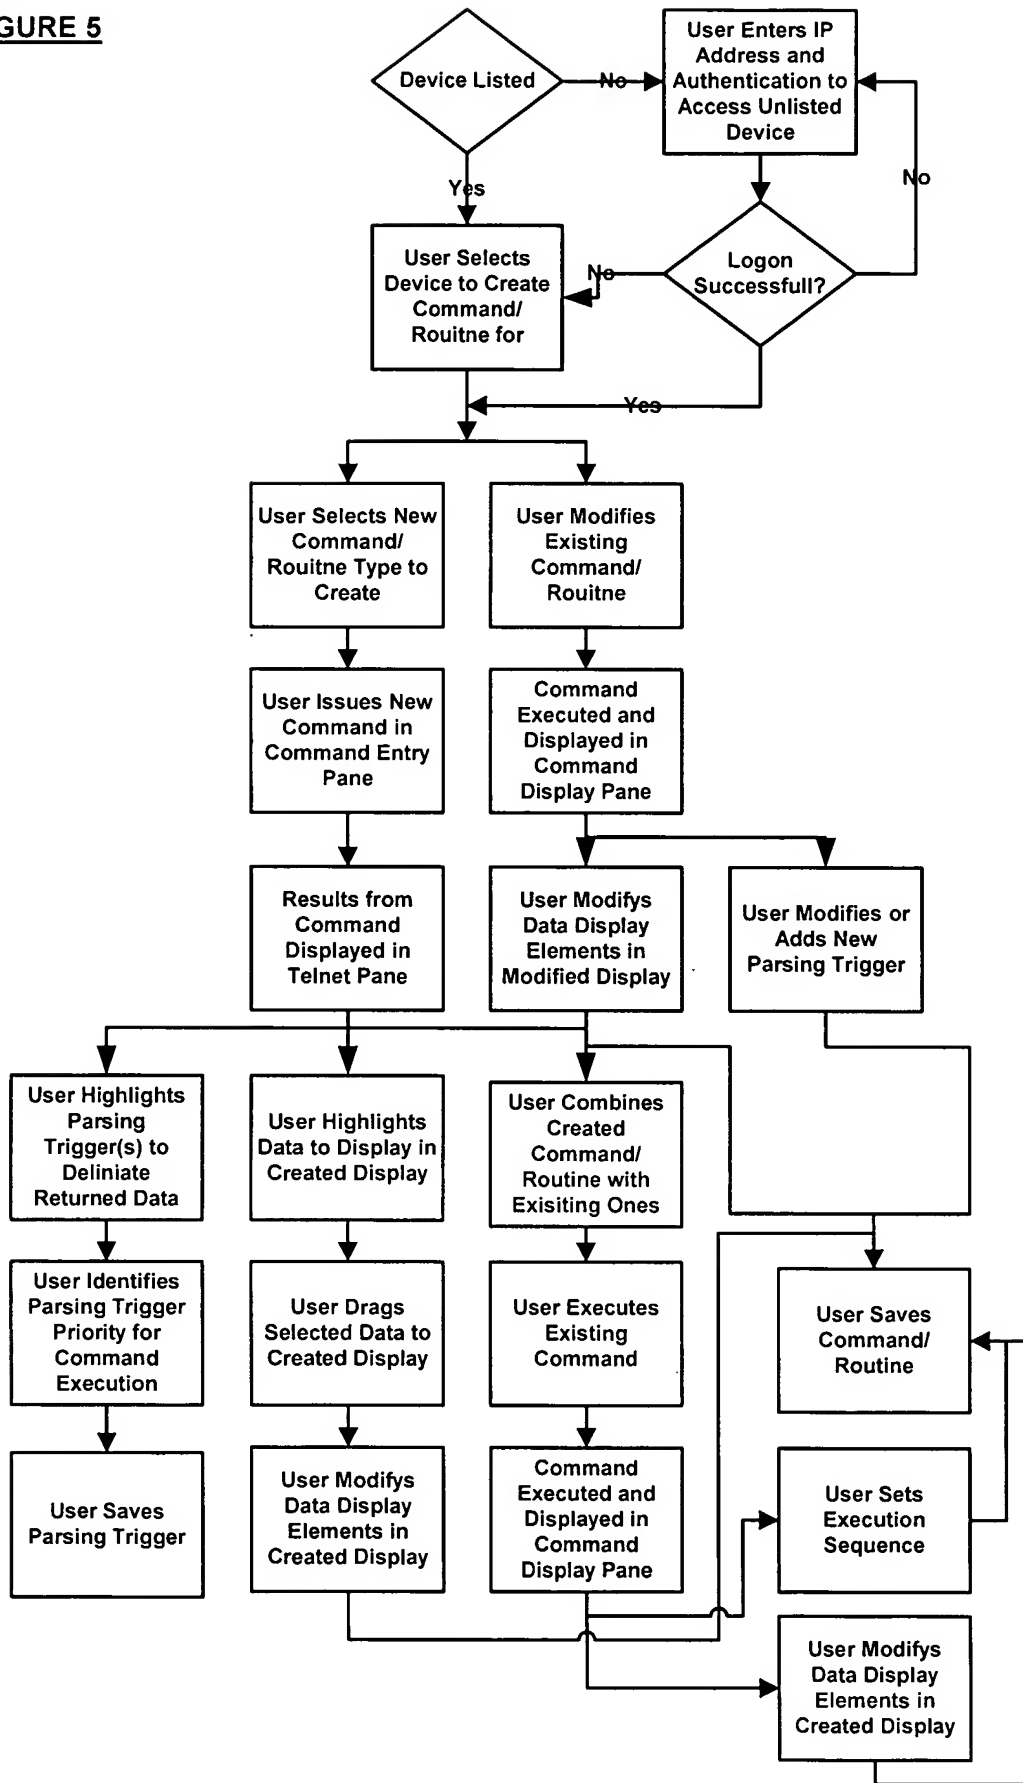 GURE 5
Device Listed
No
User Enters IP
Address and
Authentication to
Access Unlisted
Device
Yes
No
User Selects
Device to Create
Command/
Rouitne for
No
Logon
Successfull?
Yes
User Selects New
Command/
Rouitne Type to
Create
User Modifies
Existing
Command/
Rouitne
User Issues New
Command in
Command Entry
Pane
Command
Executed and
Displayed in
Command
Display Pane
Results from
Command
Displayed in
Telnet Pane
User Modifys
Data Display
Elements in
Modified Display
User Modifies or
Adds New
Parsing Trigger
User Highlights
Parsing
Trigger(s) to
Deliniate
Returned Data
User Highlights
Data to Display in
Created Display
User Combines
Created
Command/
Routine with
Exisiting Ones
User Identifies
Parsing Trigger
Priority for
Command
Execution
User Drags
Selected Data to
Created Display
User Executes
Existing
Command
User Saves
Command/
Routine
User Saves
Parsing Trigger
User Modifys
Data Display
Elements in
Created Display
Command
Executed and
Displayed in
Command
Display Pane
User Sets
Execution
Sequence
User Modifys
Data Display
Elements in
Created Display